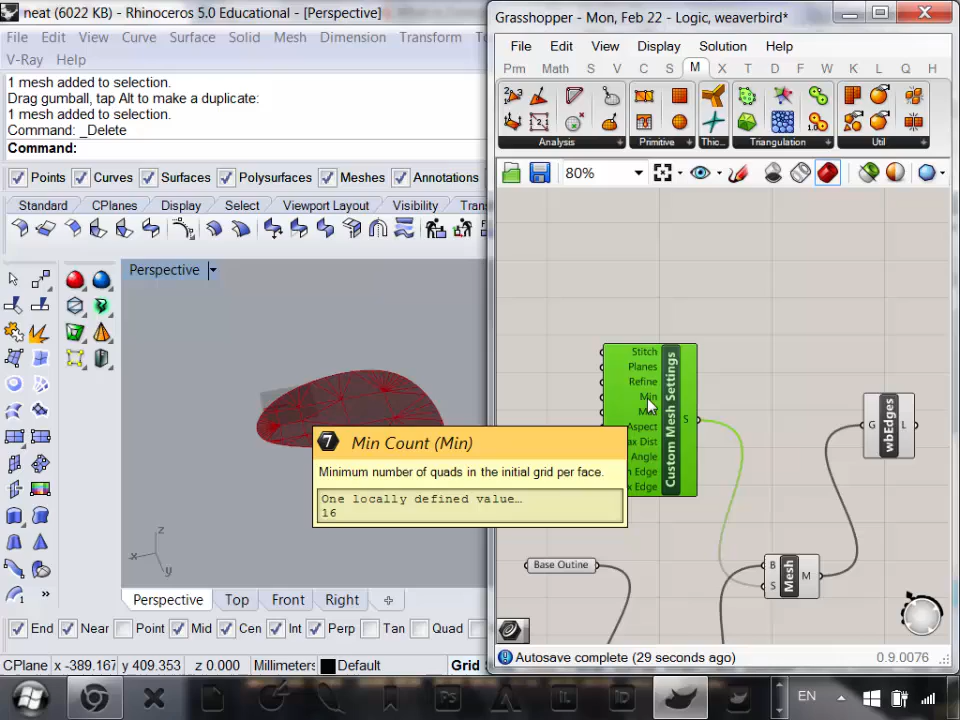 neat (6022 KB) - Rhinoceros 5.0 Educational - [Perspective]
File Edit View Curve Surface Solid Mesh Dimension Transform
V-Ray Help
1 mesh added to selection.
Drag gumball, tap Alt to make a duplicate:
1 mesh added to selection.
Command: _Delete
Command:
Points Curves Surfaces Polysurfaces Meshes Annotations
Standard CPlanes Display Select Viewport Layout Visibility
Perspective
z
x
y
Perspective Top Front Right
End Near Point Mid Cen Int Perp Tan Quad
CPlane x -389.167 y 409.353 z 0.000 Millimeters Default Grid
Grasshopper - Mon, Feb 22 - Logic, weaverbird*
File Edit View Display Solution Help
Prm Math S V C S M X T D F W K L Q H
Analysis Primitive Thic... Triangulation Util
80%
Stitch
Planes
Refine
Min
Aspect
Angle
Custom Mesh Settings
S
G
wbEdges
L
Base Outine
B
S
Mesh
M
7
Min Count (Min)
Minimum number of quads in the initial grid per face.
One locally defined value…
16
Autosave complete (29 seconds ago)
0.9.0076
EN